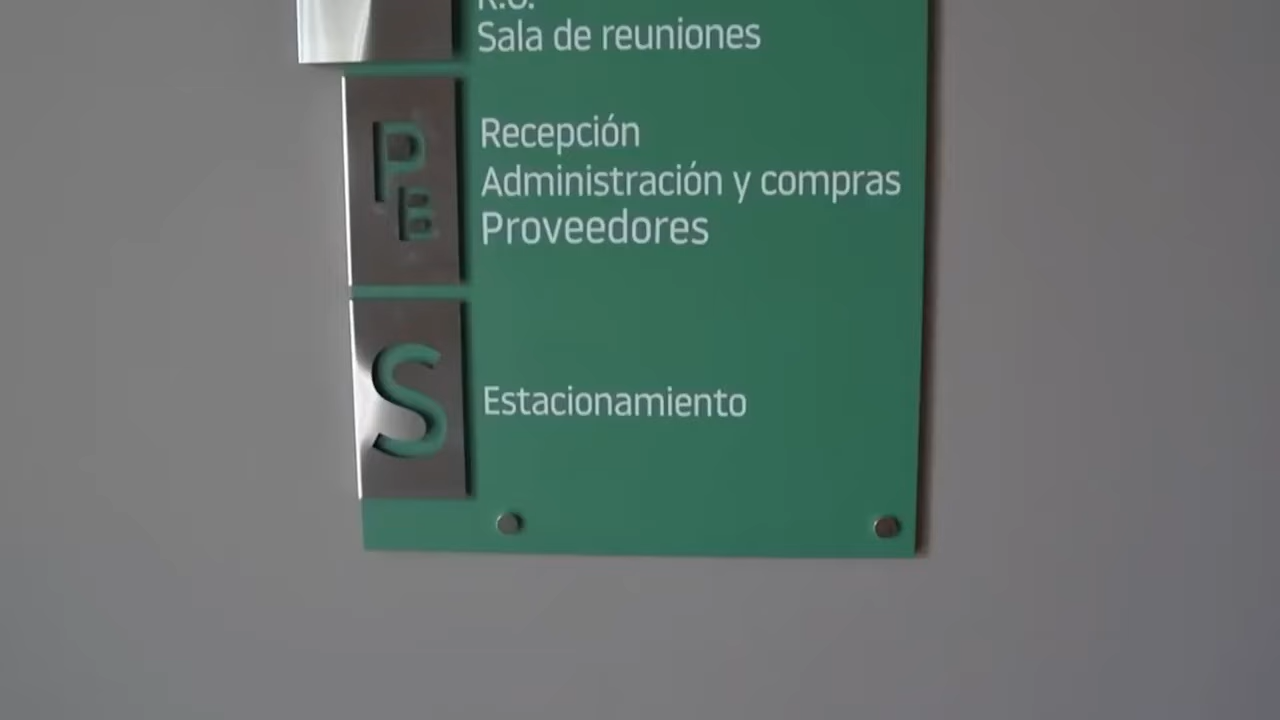 Sala de reuniones
PB
Recepción
Administración y compras
Proveedores
S
Estacionamiento